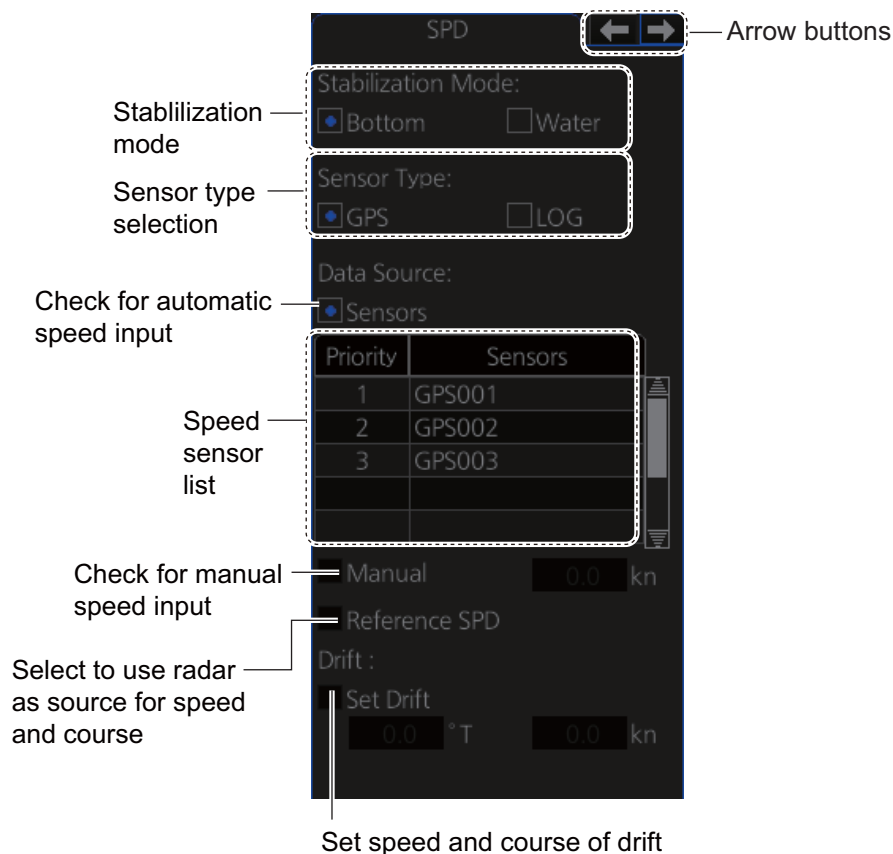 SPD
Arrow buttons
Stabilization Mode:
Stablilization
mode
Bottom Water
Sensor Type:
Sensor type
selection
GPS LOG
Data Source:
Check for automatic
speed input
Sensors
Priority Sensors
1 GPS001
2 GPS002
3 GPS003
Speed
sensor
list
Check for manual
speed input
Manual 0.0 kn
Reference SPD
Select to use radar
as source for speed
and course
Drift :
Set Drift
0.0 °T 0.0 kn
Set speed and course of drift